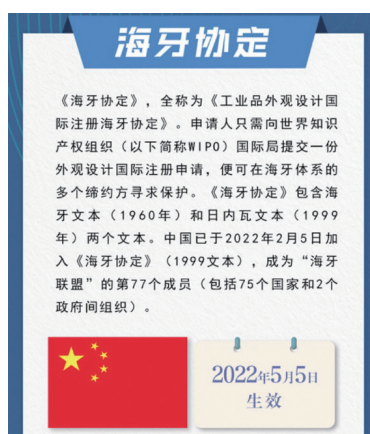 海牙协定
《海牙协定》，全称为《工业品外观设计国
际注册海牙协定》。申请人只需向世界知识
产权组织（以下简称WIPO）国际局提交一份
外观设计国际注册申请，便可在海牙体系的
多个缔约方寻求保护。《海牙协定》包含海
牙文本（1960年）和日内瓦文本（1999
年）两个文本。中国已于2022年2月5日加
入《海牙协定》（1999文本），成为“海牙
联盟”的第77个成员（包括75个国家和2个
政府间组织）。
2022年5月5日
生效